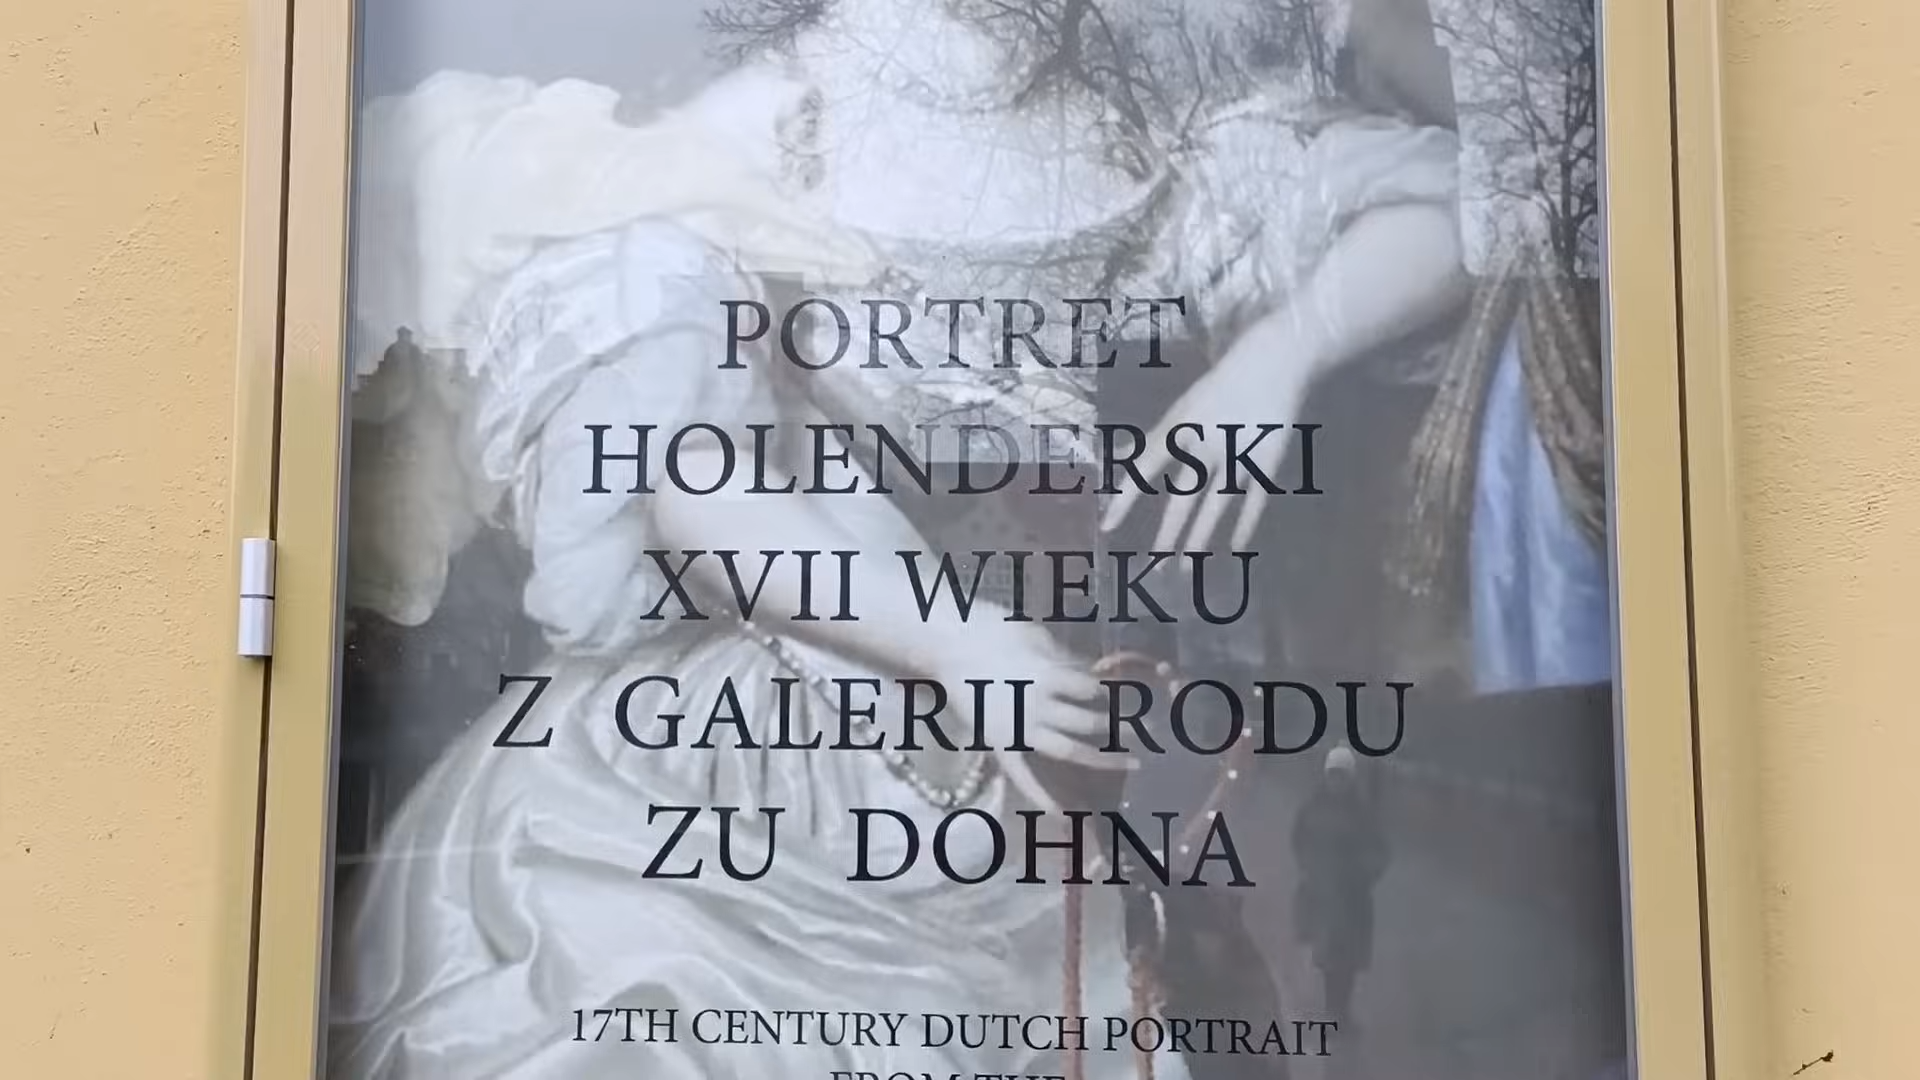 PORTRET
HOLENDERSKI
XVII WIEKU
Z GALERII RODU
ZU DOHNA
17TH CENTURY DUTCH PORTRAIT
FROM THE